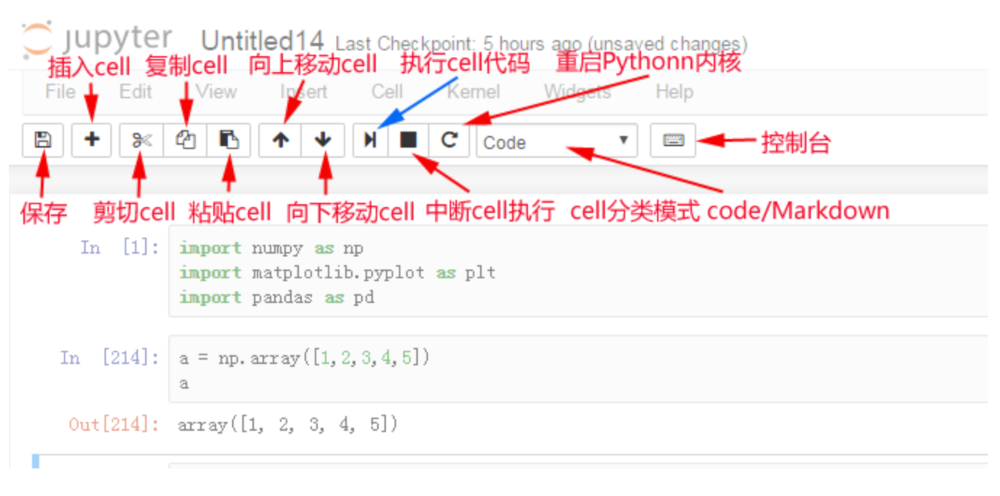 jupyter Untitled14 Last Checkpoint: 5 hours ago (unsaved changes)
插入cell 复制cell 向上移动cell 执行cell代码 重启Pythonn内核
File Edit View Insert Cell Kernel Widgets Help
Code 控制台
保存 剪切cell 粘贴cell 向下移动cell 中断cell执行 cell分类模式 code/Markdown
In [1]: import numpy as np
import matplotlib.pyplot as plt
import pandas as pd
In [214]: a = np.array([1,2,3,4,5])
a
Out[214]: array([1, 2, 3, 4, 5])